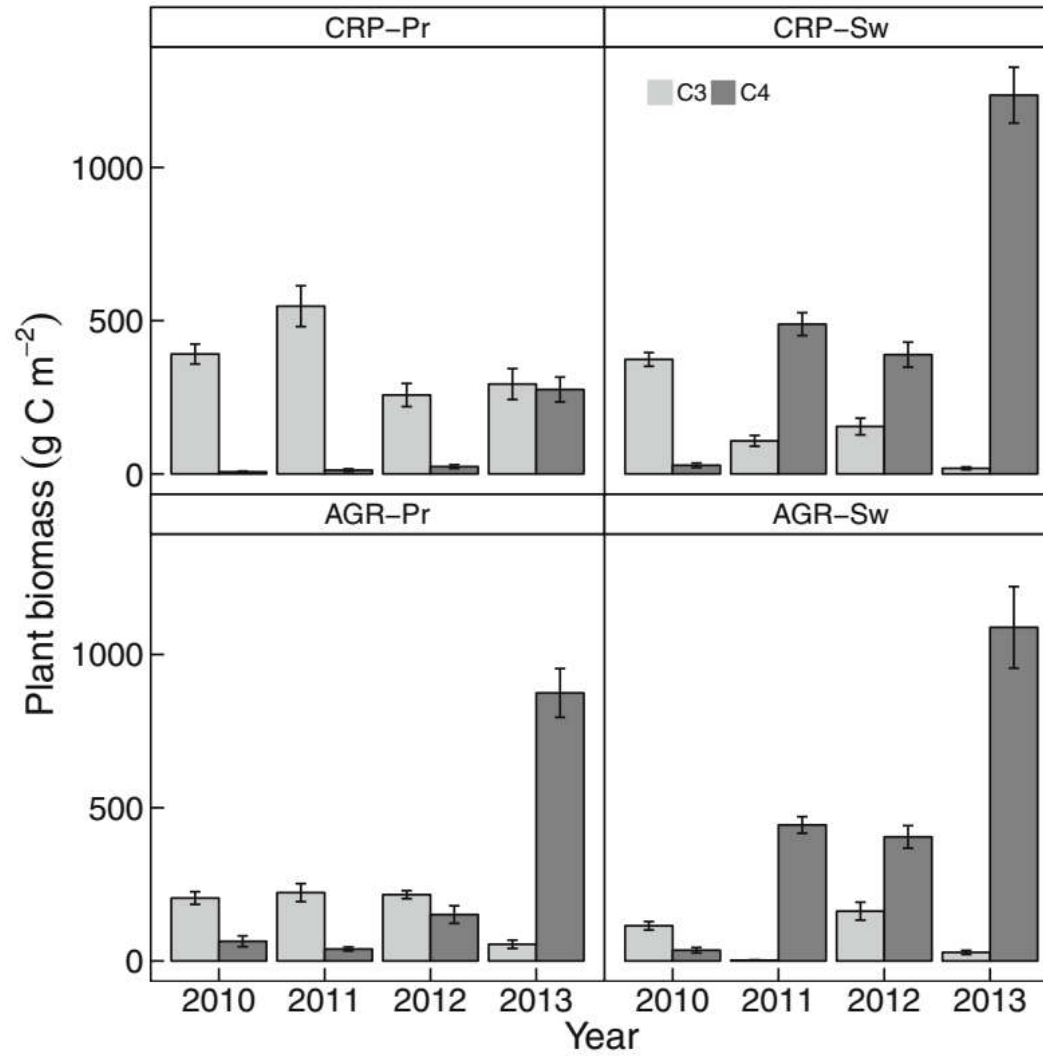 CRP−Pr CRP−Sw
C3 C4
1000
500
0
Plant biomass (g C m⁻²)
AGR−Pr AGR−Sw
1000
500
0
2010 2011 2012 2013 2010 2011 2012 2013
Year